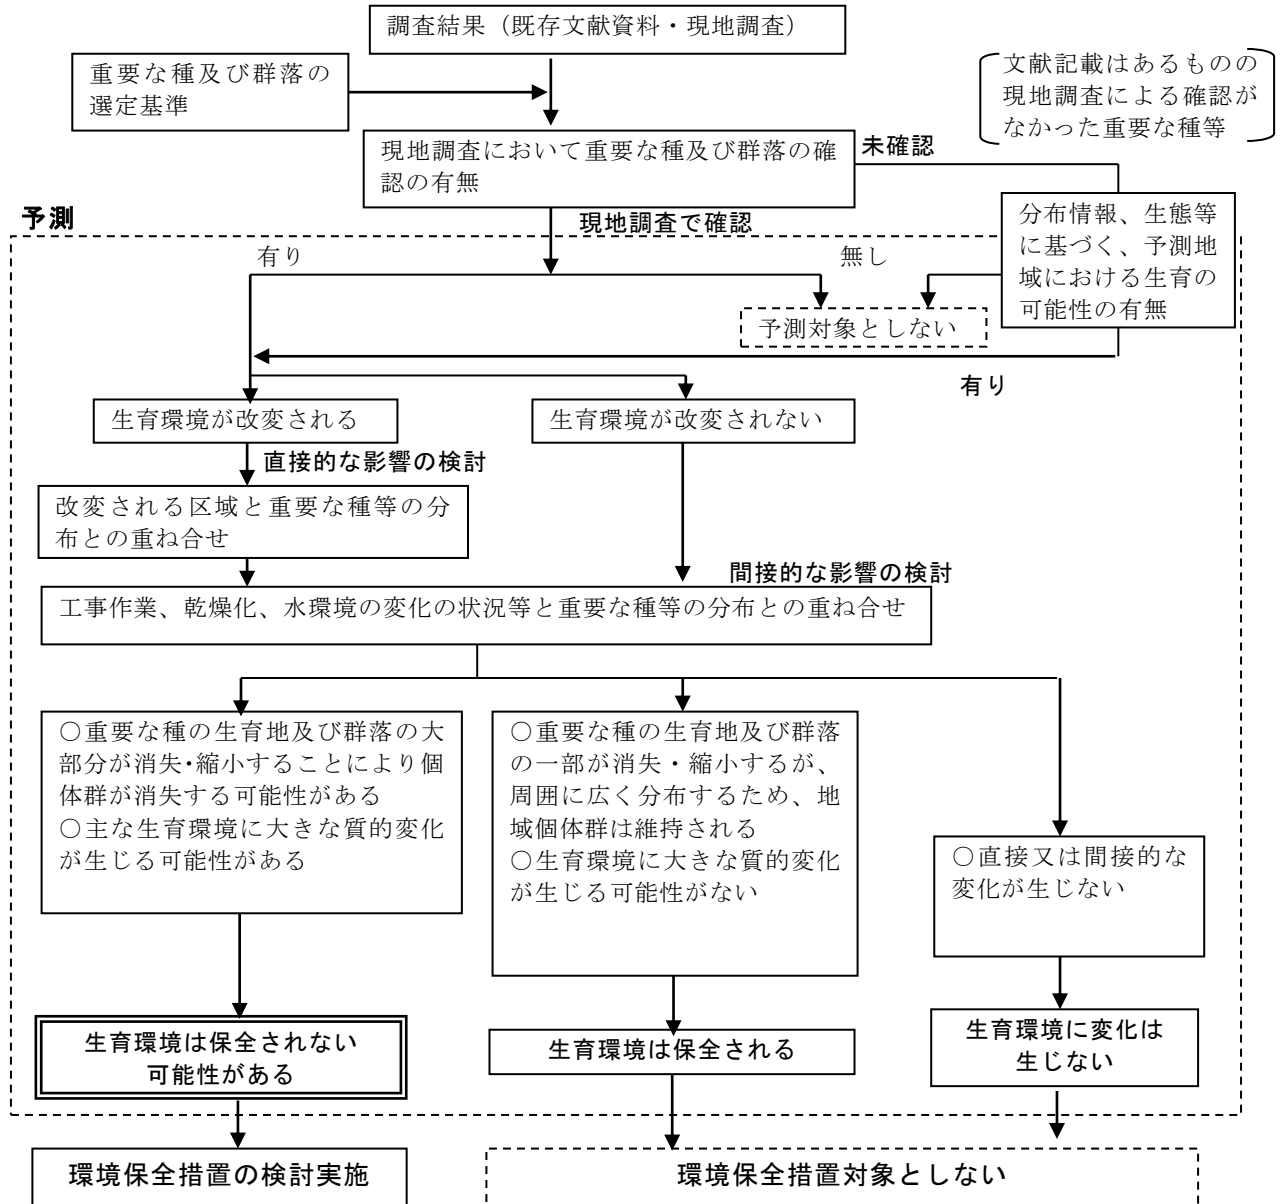 調査結果（既存文献資料・現地調査）
重要な種及び群落の
選定基準
文献記載はあるものの
現地調査による確認が
なかった重要な種等
現地調査において重要な種及び群落の確
認の有無
未確認
予測
現地調査で確認
分布情報、生態等
に基づく、予測地
域における生育の
可能性の有無
有り
無し
予測対象としない
有り
生育環境が改変される
生育環境が改変されない
直接的な影響の検討
改変される区域と重要な種等の分
布との重ね合せ
間接的な影響の検討
工事作業、乾燥化、水環境の変化の状況等と重要な種等の分布との重ね合せ
○重要な種の生育地及び群落の大
部分が消失・縮小することにより個
体群が消失する可能性がある
○主な生育環境に大きな質的変化
が生じる可能性がある
○重要な種の生育地及び群落
の一部が消失・縮小するが、
周囲に広く分布するため、地
域個体群は維持される
○生育環境に大きな質的変化
が生じる可能性がない
○直接又は間接的な
変化が生じない
生育環境は保全されない
可能性がある
生育環境は保全される
生育環境に変化は
生じない
環境保全措置の検討実施
環境保全措置対象としない